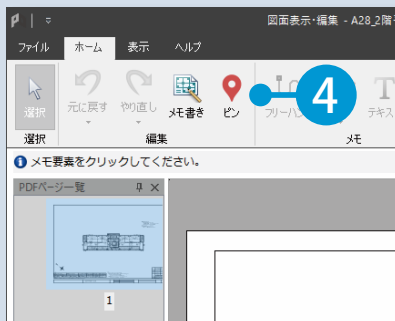 図面表示・編集 - A28_2階
ファイル ホーム 表示 ヘルプ
選択 元に戻す やり直し メモ書き ピン フリーハン テキス
4
選択 編集 メモ
メモ要素をクリックしてください。
PDFページ一覧
1